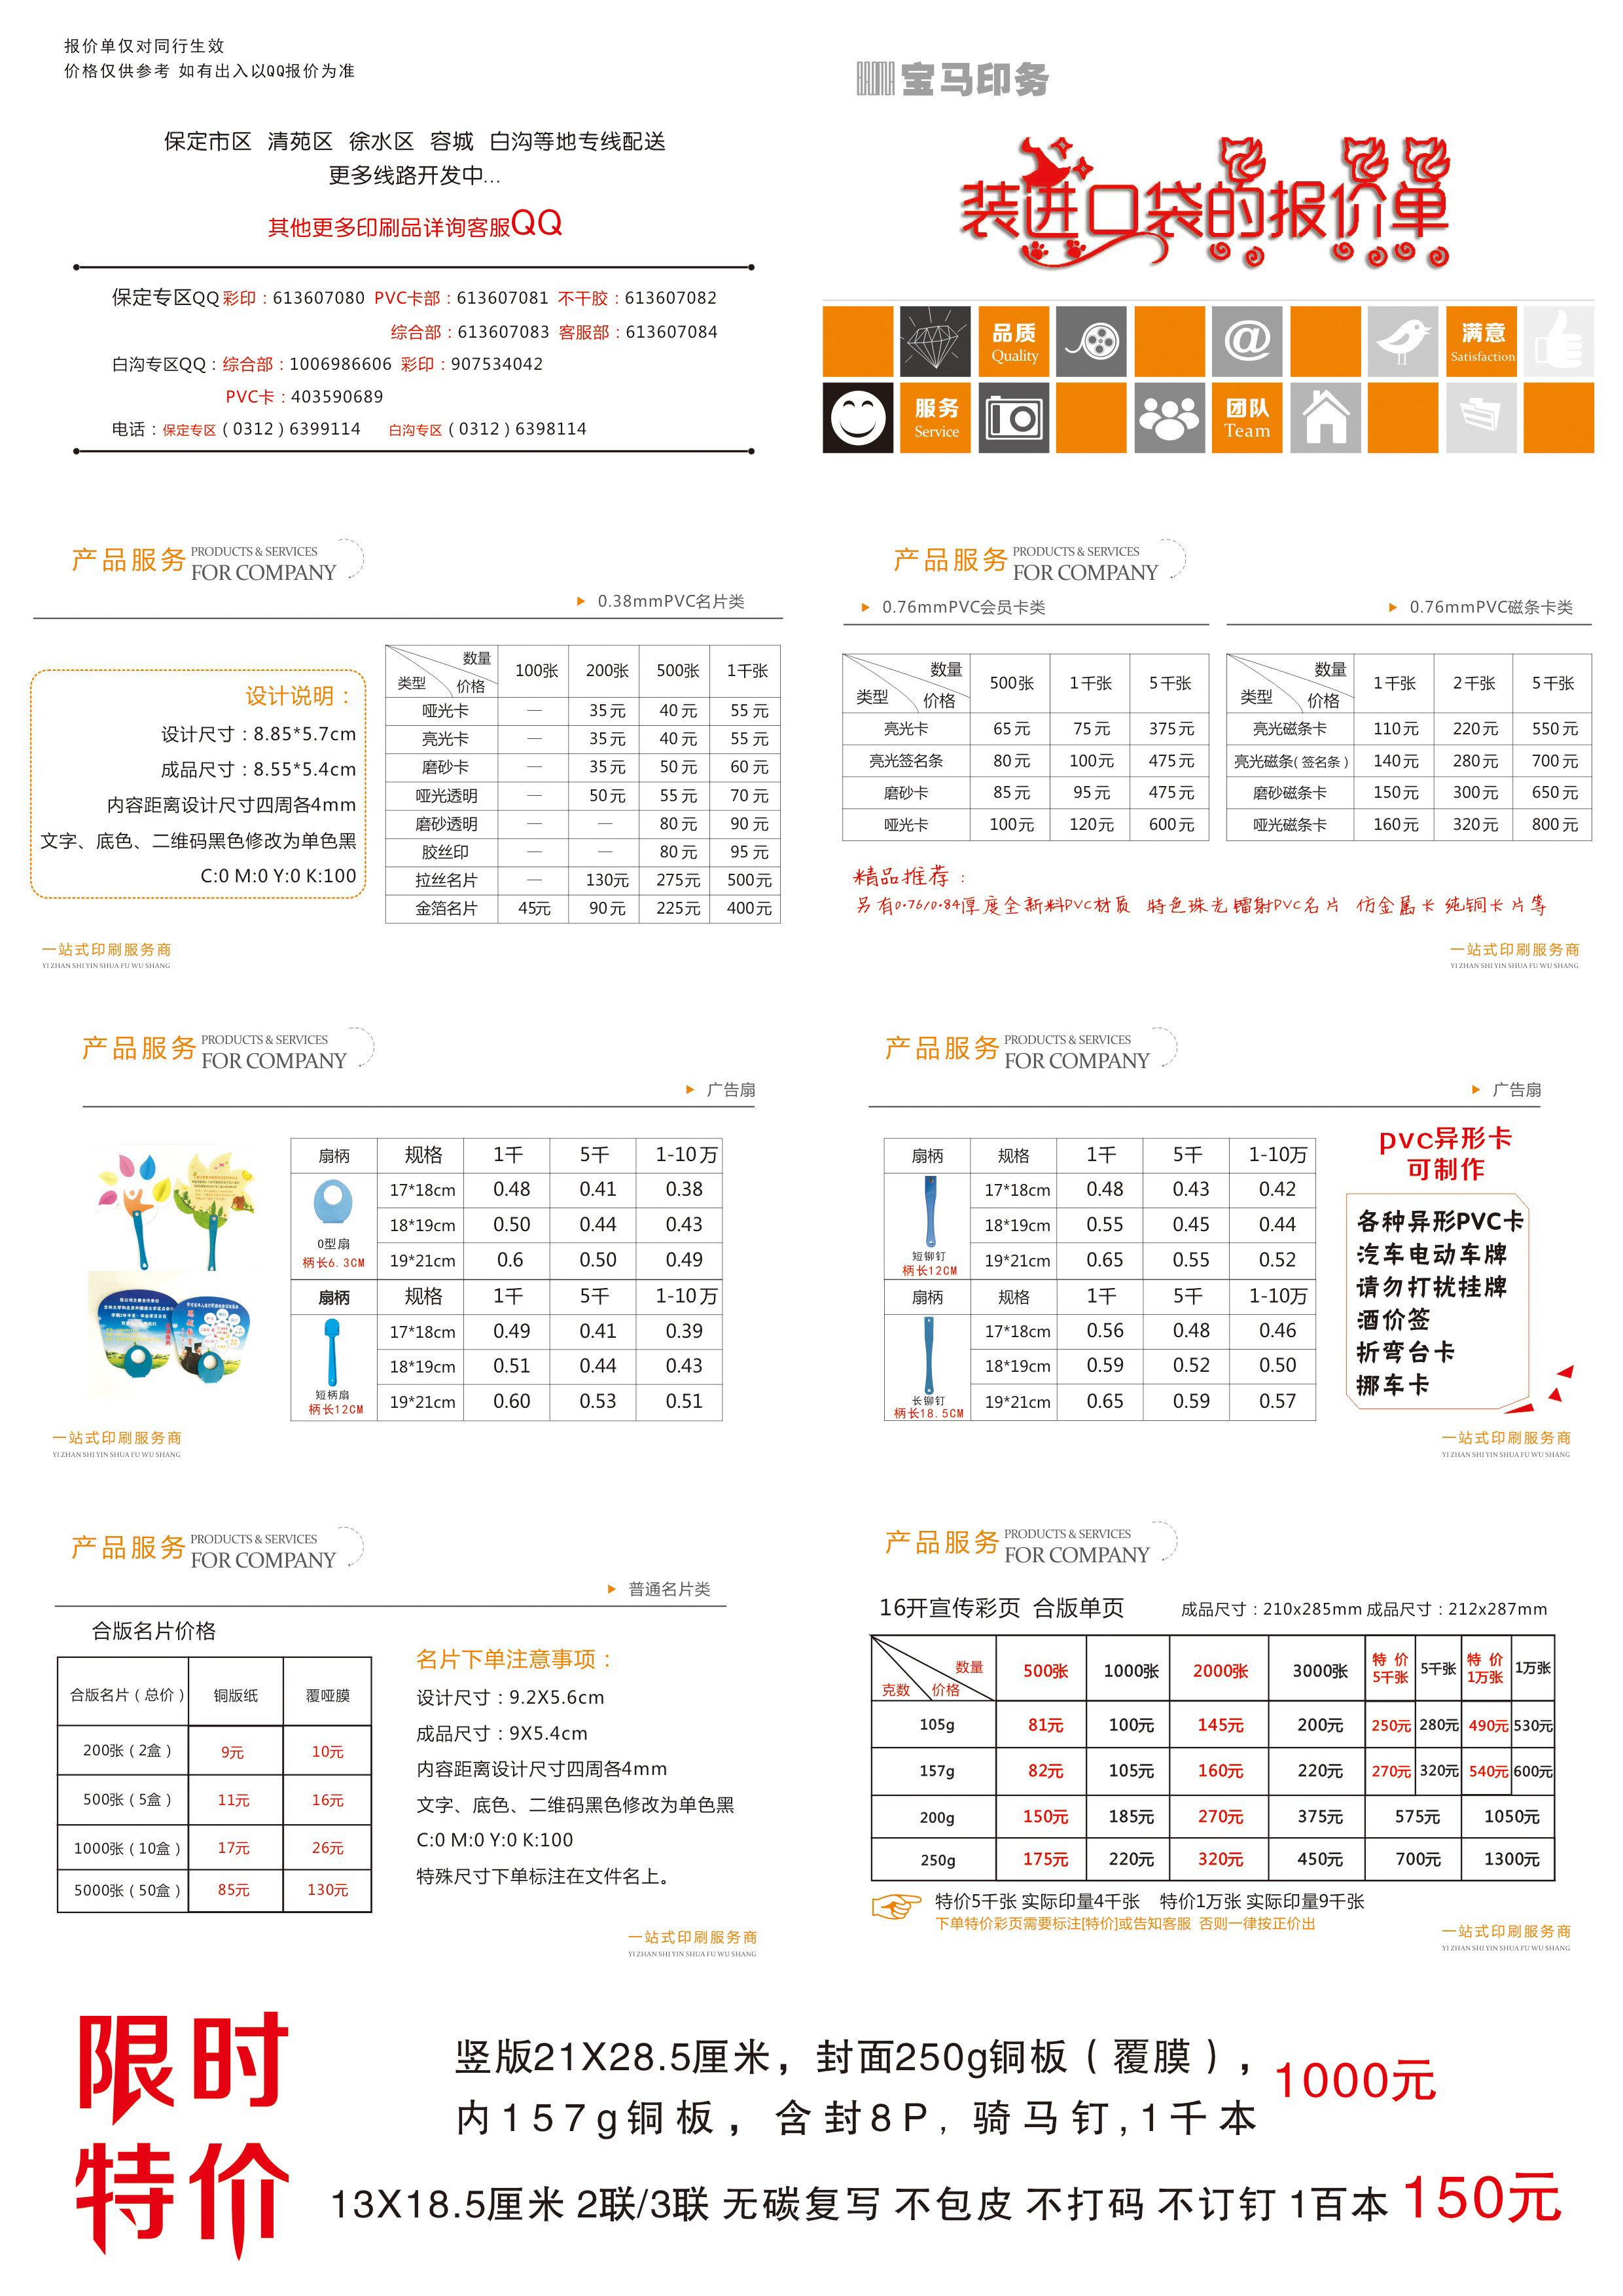 报价单仅对同行生效
价格仅供参考 如有出入以QQ报价为准
保定市区 清苑区 徐水区 容城 白沟等地专线配送
更多线路开发中...
其他更多印刷品详询客服QQ
保定专区QQ 彩印：613607080 PVC卡部：613607081 不干胶：613607082
综合部：613607083 客服部：613607084
白沟专区QQ：综合部：1006986606 彩印：907534042
PVC卡：403590689
电话：保定专区（0312）6399114 白沟专区（0312）6398114
宝马印务
装进口袋的报价单
品质 Quality
满意 Satisfaction
服务 Service
团队 Team
产品服务 PRODUCTS & SERVICES
FOR COMPANY
0.38mmPVC名片类
设计说明：
设计尺寸：8.85*5.7cm
成品尺寸：8.55*5.4cm
内容距离设计尺寸四周各4mm
文字、底色、二维码黑色修改为单色黑
C:0 M:0 Y:0 K:100
数量 类型 价格 100张 200张 500张 1千张
哑光卡 — 35元 40元 55元
亮光卡 — 35元 40元 55元
磨砂卡 — 35元 50元 60元
哑光透明 — 50元 55元 70元
磨砂透明 — — 80元 90元
胶丝印 — — 80元 95元
拉丝名片 — 130元 275元 500元
金箔名片 45元 90元 225元 400元
一站式印刷服务商
YI ZHAN SHI YIN SHUA FU WU SHANG
产品服务 PRODUCTS & SERVICES
FOR COMPANY
0.76mmPVC会员卡类
数量 类型 价格 500张 1千张 5千张
亮光卡 65元 75元 375元
亮光签名条 80元 100元 475元
磨砂卡 85元 95元 475元
哑光卡 100元 120元 600元
0.76mmPVC磁条卡类
数量 类型 价格 1千张 2千张 5千张
亮光磁条卡 110元 220元 550元
亮光磁条(签名条) 140元 280元 700元
磨砂磁条卡 150元 300元 650元
哑光磁条卡 160元 320元 800元
精品推荐：
另有0.76/0.84厚度全新料PVC材质 特色珠光镭射PVC名片 仿金属卡 纯铜卡片等
一站式印刷服务商
YI ZHAN SHI YIN SHUA FU WU SHANG
产品服务 PRODUCTS & SERVICES
FOR COMPANY
广告扇
扇柄 规格 1千 5千 1-10万
17*18cm 0.48 0.41 0.38
18*19cm 0.50 0.44 0.43
19*21cm 0.6 0.50 0.49
O型扇
柄长6.3CM
扇柄 规格 1千 5千 1-10万
17*18cm 0.49 0.41 0.39
18*19cm 0.51 0.44 0.43
19*21cm 0.60 0.53 0.51
短柄扇
柄长12CM
一站式印刷服务商
YI ZHAN SHI YIN SHUA FU WU SHANG
产品服务 PRODUCTS & SERVICES
FOR COMPANY
广告扇
扇柄 规格 1千 5千 1-10万
17*18cm 0.48 0.43 0.42
18*19cm 0.55 0.45 0.44
19*21cm 0.65 0.55 0.52
短铆钉
柄长12CM
扇柄 规格 1千 5千 1-10万
17*18cm 0.56 0.48 0.46
18*19cm 0.59 0.52 0.50
19*21cm 0.65 0.59 0.57
长铆钉
柄长18.5CM
pvc异形卡
可制作
各种异形PVC卡
汽车电动车牌
请勿打扰挂牌
酒价签
折弯台卡
挪车卡
一站式印刷服务商
YI ZHAN SHI YIN SHUA FU WU SHANG
产品服务 PRODUCTS & SERVICES
FOR COMPANY
普通名片类
合版名片价格
合版名片（总价） 铜版纸 覆哑膜
200张（2盒） 9元 10元
500张（5盒） 11元 16元
1000张（10盒） 17元 26元
5000张（50盒） 85元 130元
名片下单注意事项：
设计尺寸：9.2X5.6cm
成品尺寸：9X5.4cm
内容距离设计尺寸四周各4mm
文字、底色、二维码黑色修改为单色黑
C:0 M:0 Y:0 K:100
特殊尺寸下单标注在文件名上。
一站式印刷服务商
YI ZHAN SHI YIN SHUA FU WU SHANG
产品服务 PRODUCTS & SERVICES
FOR COMPANY
16开宣传彩页 合版单页 成品尺寸：210x285mm 成品尺寸：212x287mm
数量 克数 价格 500张 1000张 2000张 3000张 特价5千张 5千张 特价1万张 1万张
105g 81元 100元 145元 200元 250元 280元 490元 530元
157g 82元 105元 160元 220元 270元 320元 540元 600元
200g 150元 185元 270元 375元 575元 1050元
250g 175元 220元 320元 450元 700元 1300元
特价5千张 实际印量4千张 特价1万张 实际印量9千张
下单特价彩页需要标注[特价]或告知客服 否则一律按正价出
一站式印刷服务商
YI ZHAN SHI YIN SHUA FU WU SHANG
限时
特价
竖版21X28.5厘米，封面250g铜板（覆膜），
内157g铜板，含封8P，骑马钉,1千本
1000元
13X18.5厘米 2联/3联 无碳复写 不包皮 不打码 不订钉 1百本 150元